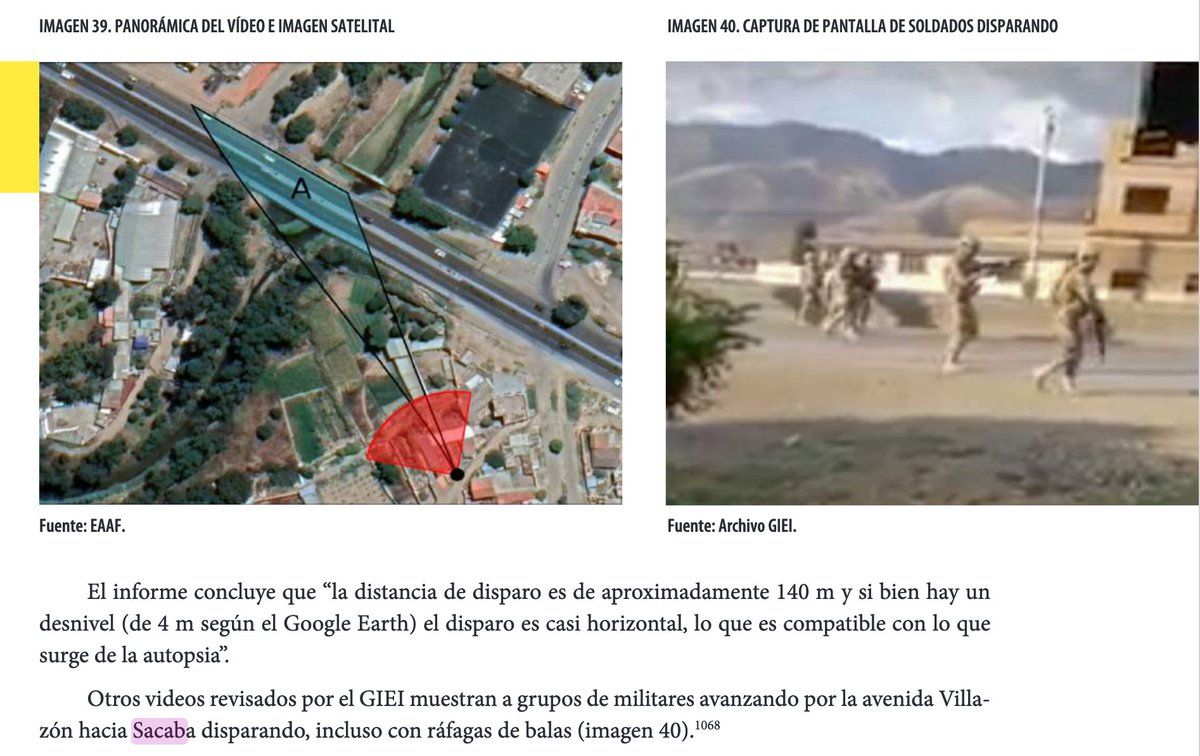 IMAGEN 39. PANORÁMICA DEL VÍDEO E IMAGEN SATELITAL
IMAGEN 40. CAPTURA DE PANTALLA DE SOLDADOS DISPARANDO
A
Fuente: EAAF.
Fuente: Archivo GIEI.
El informe concluye que “la distancia de disparo es de aproximadamente 140 m y si bien hay un
desnivel (de 4 m según el Google Earth) el disparo es casi horizontal, lo que es compatible con lo que
surge de la autopsia”.
Otros videos revisados por el GIEI muestran a grupos de militares avanzando por la avenida Villa-
zón hacia Sacaba disparando, incluso con ráfagas de balas (imagen 40).1068